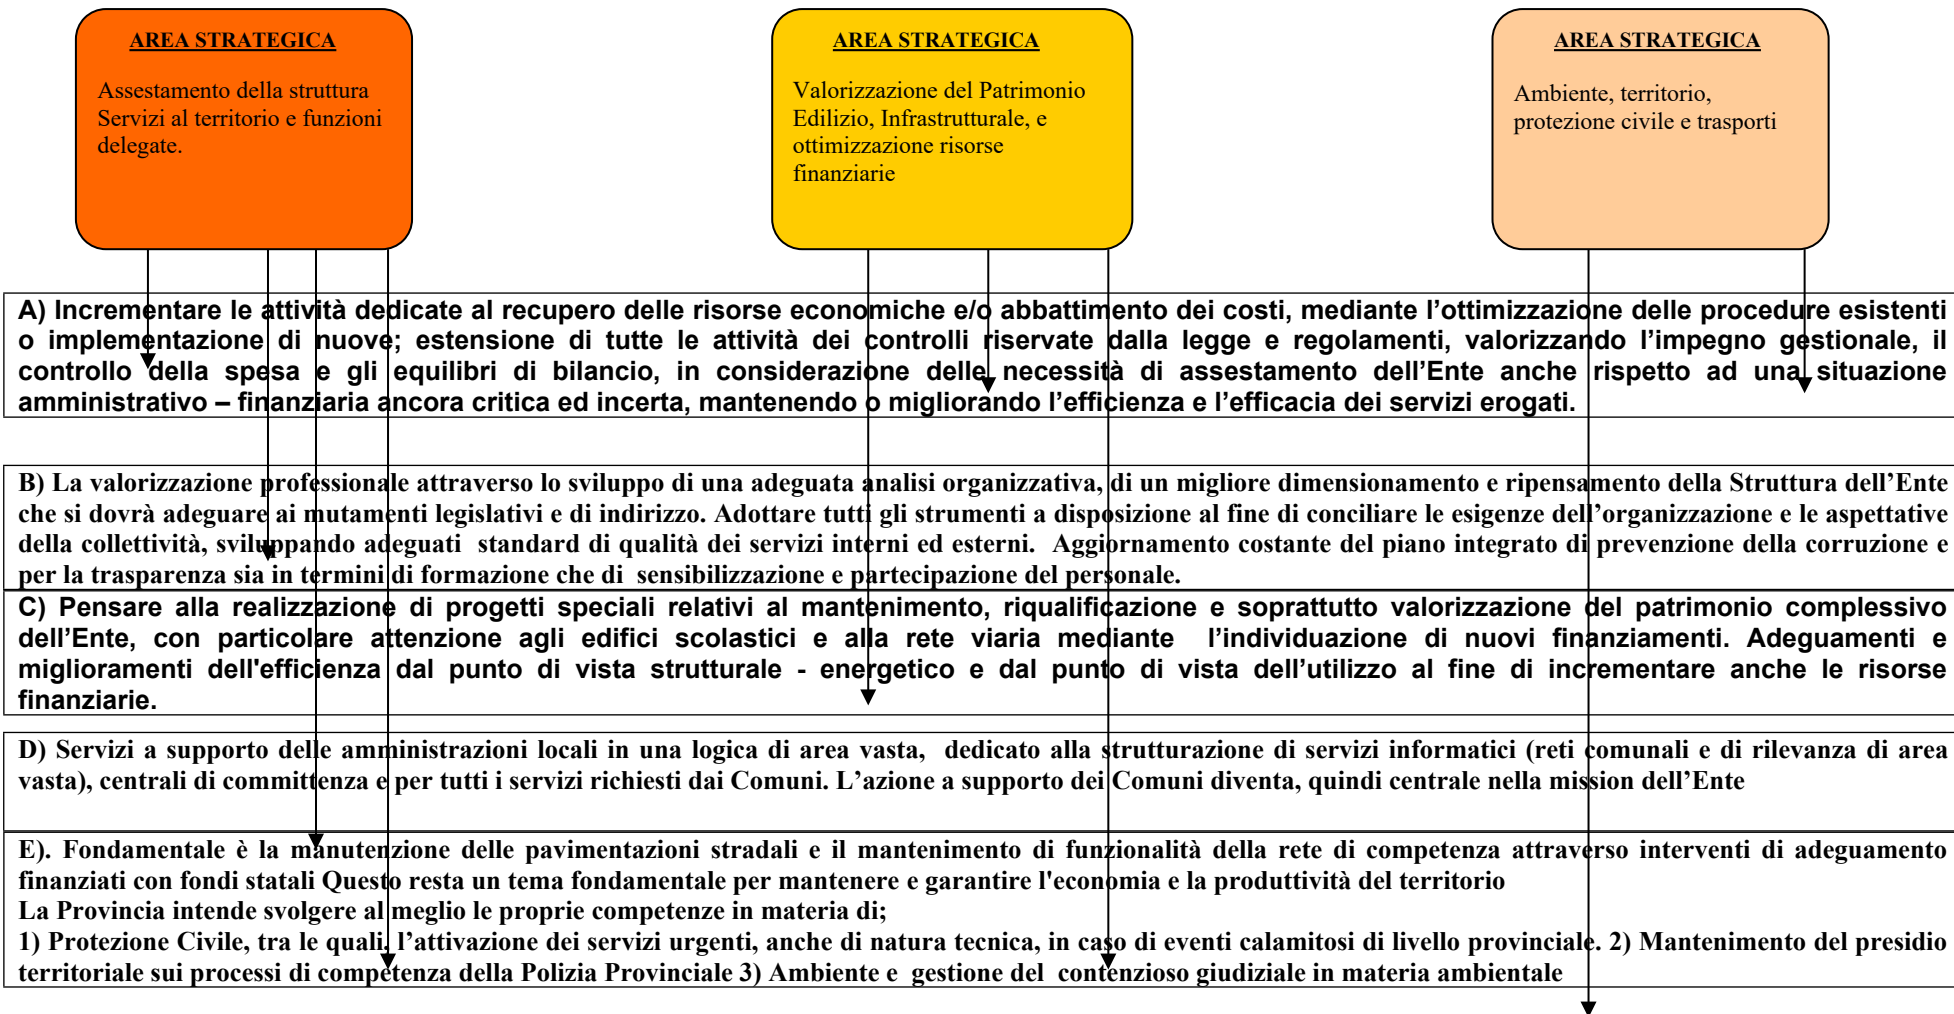 AREA STRATEGICA
Assestamento della struttura
Servizi al territorio e funzioni
delegate.
AREA STRATEGICA
Valorizzazione del Patrimonio
Edilizio, Infrastrutturale, e
ottimizzazione risorse
finanziarie
AREA STRATEGICA
Ambiente, territorio,
protezione civile e trasporti
A) Incrementare le attività dedicate al recupero delle risorse economiche e/o abbattimento dei costi, mediante l’ottimizzazione delle procedure esistenti
o implementazione di nuove; estensione di tutte le attività dei controlli riservate dalla legge e regolamenti, valorizzando l’impegno gestionale, il
controllo della spesa e gli equilibri di bilancio, in considerazione delle necessità di assestamento dell’Ente anche rispetto ad una situazione
amministrativo – finanziaria ancora critica ed incerta, mantenendo o migliorando l’efficienza e l’efficacia dei servizi erogati.
B) La valorizzazione professionale attraverso lo sviluppo di una adeguata analisi organizzativa, di un migliore dimensionamento e ripensamento della Struttura dell’Ente
che si dovrà adeguare ai mutamenti legislativi e di indirizzo. Adottare tutti gli strumenti a disposizione al fine di conciliare le esigenze dell’organizzazione e le aspettative
della collettività, sviluppando adeguati standard di qualità dei servizi interni ed esterni. Aggiornamento costante del piano integrato di prevenzione della corruzione e
per la trasparenza sia in termini di formazione che di sensibilizzazione e partecipazione del personale.
C) Pensare alla realizzazione di progetti speciali relativi al mantenimento, riqualificazione e soprattutto valorizzazione del patrimonio complessivo
dell’Ente, con particolare attenzione agli edifici scolastici e alla rete viaria mediante l’individuazione di nuovi finanziamenti. Adeguamenti e
miglioramenti dell'efficienza dal punto di vista strutturale - energetico e dal punto di vista dell’utilizzo al fine di incrementare anche le risorse
finanziarie.
D) Servizi a supporto delle amministrazioni locali in una logica di area vasta, dedicato alla strutturazione di servizi informatici (reti comunali e di rilevanza di area
vasta), centrali di committenza e per tutti i servizi richiesti dai Comuni. L’azione a supporto dei Comuni diventa, quindi centrale nella mission dell’Ente
E). Fondamentale è la manutenzione delle pavimentazioni stradali e il mantenimento di funzionalità della rete di competenza attraverso interventi di adeguamento
finanziati con fondi statali Questo resta un tema fondamentale per mantenere e garantire l'economia e la produttività del territorio
La Provincia intende svolgere al meglio le proprie competenze in materia di;
1) Protezione Civile, tra le quali, l’attivazione dei servizi urgenti, anche di natura tecnica, in caso di eventi calamitosi di livello provinciale. 2) Mantenimento del presidio
territoriale sui processi di competenza della Polizia Provinciale 3) Ambiente e gestione del contenzioso giudiziale in materia ambientale